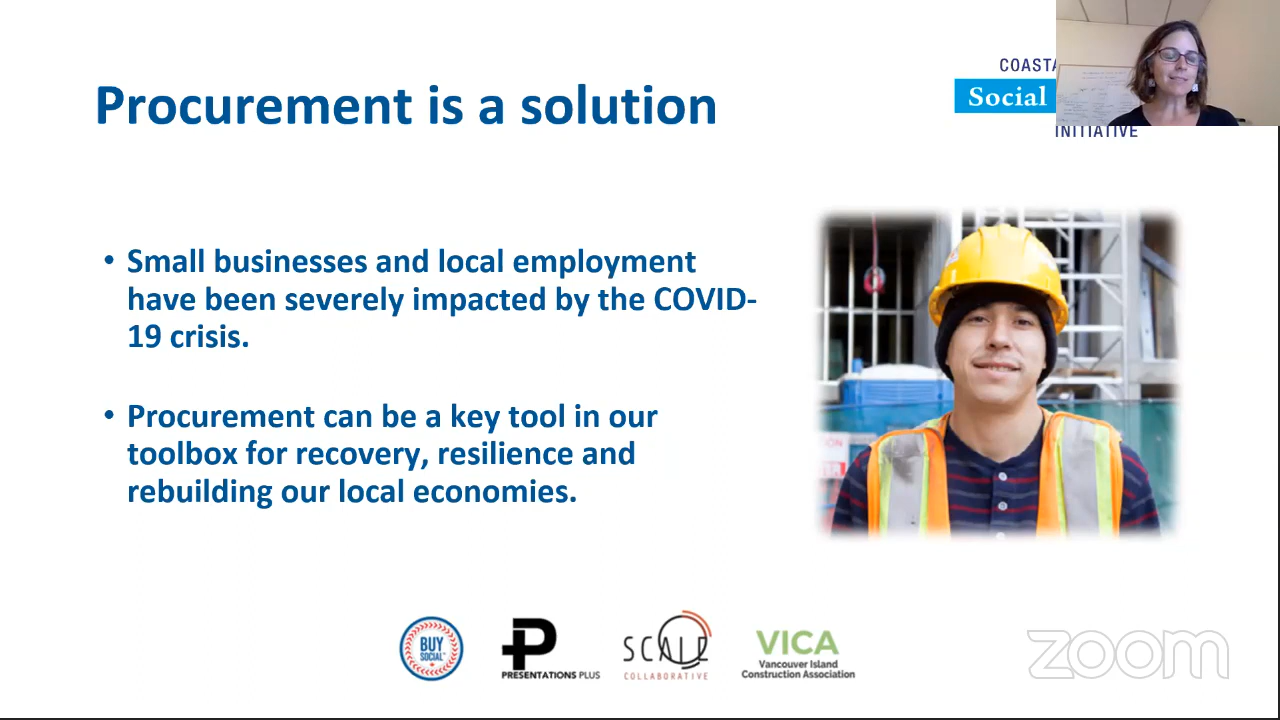 COASTA
Procurement is a solution
Social
INITIATIVE
• Small businesses and local employment
have been severely impacted by the COVID-
19 crisis.
• Procurement can be a key tool in our
toolbox for recovery, resilience and
rebuilding our local economies.
BUY
SOCIAL
PRESENTATIONS PLUS
SCALE
COLLABORATIVE
VICA
Vancouver Island
Construction Association
zoom